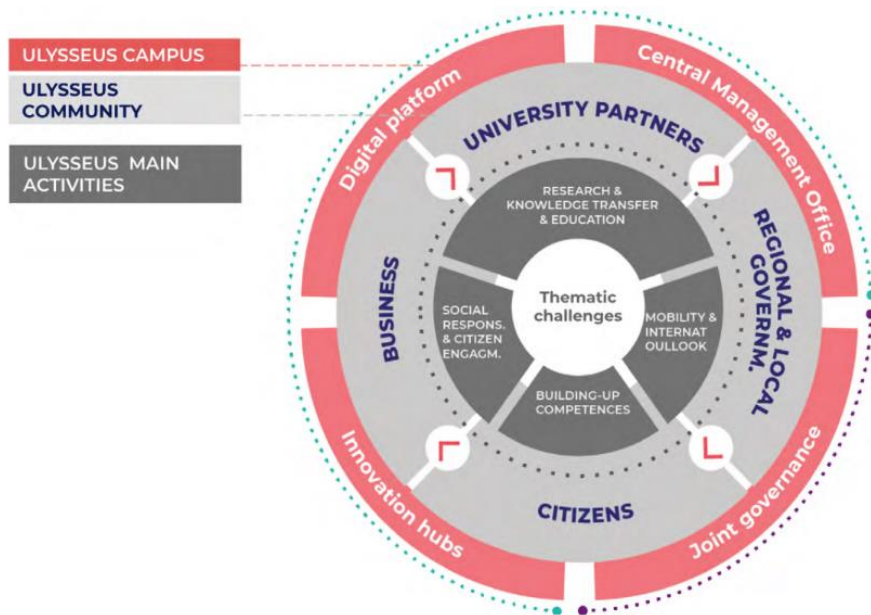 ULYSSEUS CAMPUS
ULYSSEUS
COMMUNITY
ULYSSEUS MAIN
ACTIVITIES
Digital platform
Central Management Office
UNIVERSITY PARTNERS
RESEARCH &
KNOWLEDGE TRANSFER
& EDUCATION
BUSINESS
REGIONAL & LOCAL
GOVERNM.
SOCIAL
RESPONS.
& CITIZEN
ENGAGM.
Thematic
challenges
MOBILITY &
INTERNAT
OULLOOK
BUILDING-UP
COMPETENCES
CITIZENS
Innovation hubs
Joint governance